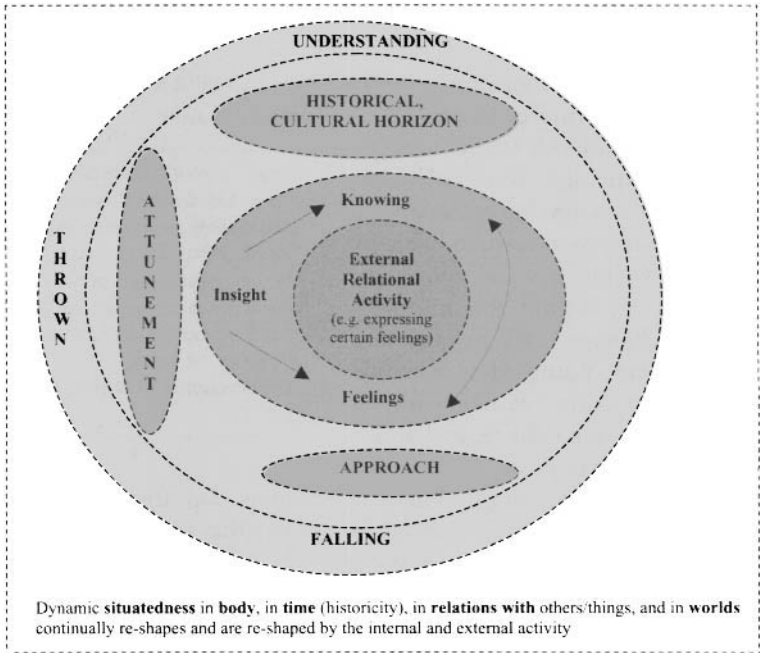 UNDERSTANDING
HISTORICAL,
CULTURAL HORIZON
THROWN
ATTUNEMENT
Knowing
External
Relational
Activity
(e.g. expressing
certain feelings)
Insight
Feelings
APPROACH
FALLING
Dynamic situatedness in body, in time (historicity), in relations with others/things, and in worlds
continually re-shapes and are re-shaped by the internal and external activity